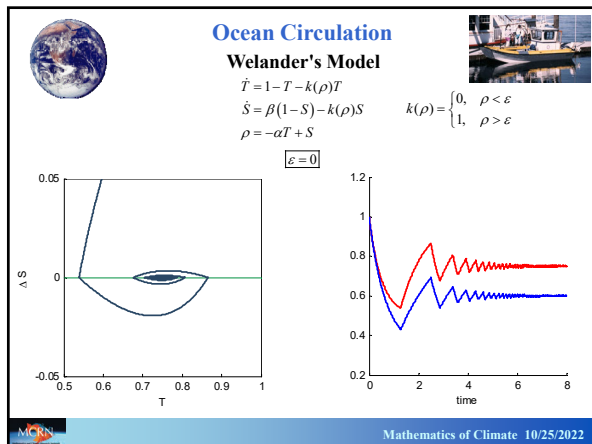 Ocean Circulation
Welander's Model
Ṫ = 1 − T − k(ρ)T
Ṡ = β(1 − S) − k(ρ)S
ρ = −αT + S
k(ρ) = {0, ρ < ε
1, ρ > ε
ε = 0
0.05
0
-0.05
Δ S
0.5 0.6 0.7 0.8 0.9 1
T
1.2
1
0.8
0.6
0.4
0.2
0 2 4 6 8
time
MCRN
Mathematics of Climate 10/25/2022